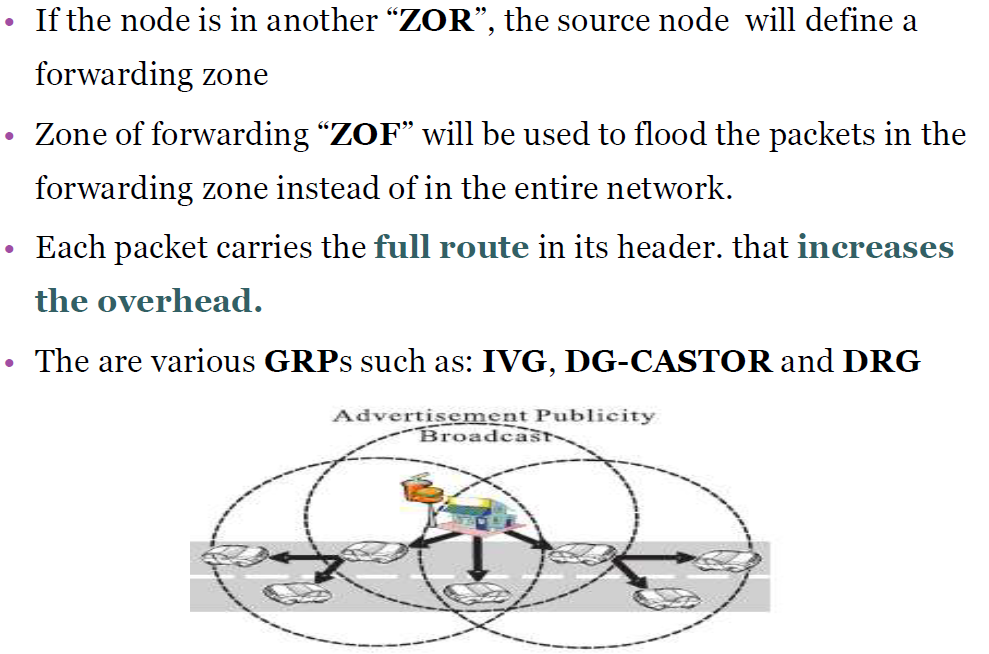 • If the node is in another “ZOR”, the source node will define a
forwarding zone
• Zone of forwarding “ZOF” will be used to flood the packets in the
forwarding zone instead of in the entire network.
• Each packet carries the full route in its header. that increases
the overhead.
• The are various GRPs such as: IVG, DG-CASTOR and DRG
Advertisement Publicity
Broadcast